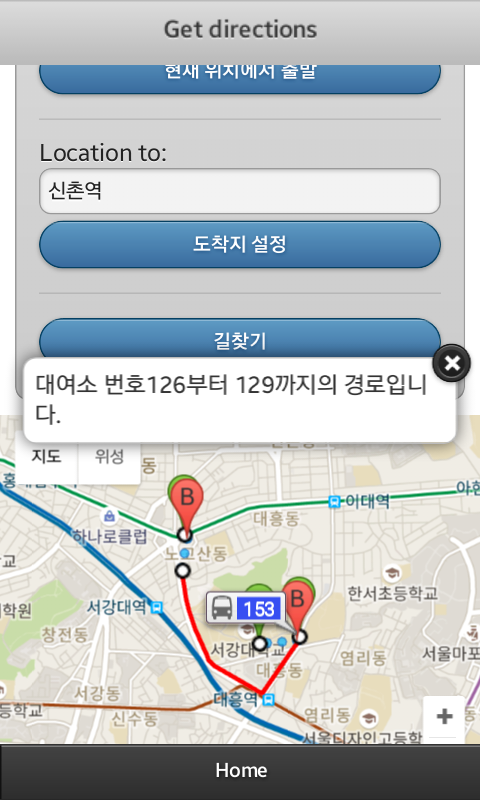 Get directions
현재 위치에서 출발
Location to:
신촌역
도착지 설정
길찾기
대여소 번호126부터 129까지의 경로입니
다.
지도
위성
동
B
이대역
아현
하나로클럽
대흥동
노고산동
한서초등학교
학원
서강대역
153
B
창전동
서강대
대흥동
염리동
서울마포
서강동
대흥역
등학교
신수동
염리동
서울디자인고등학
+
Home